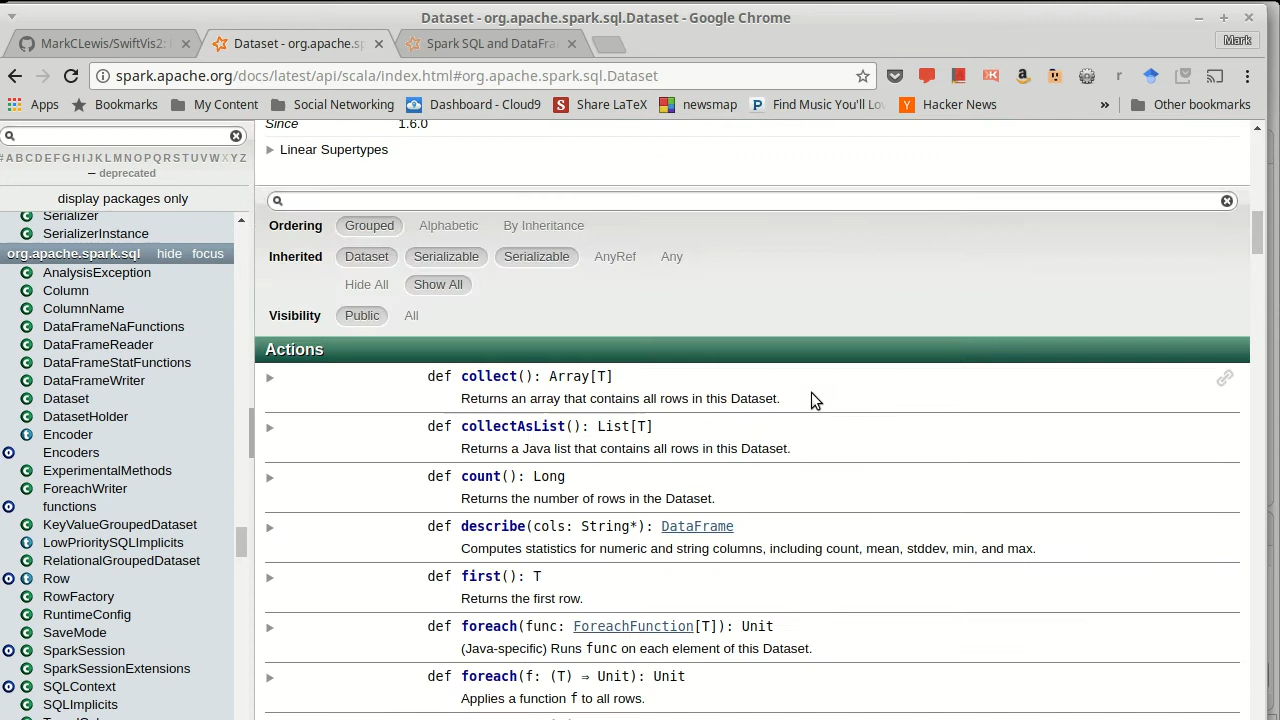 Dataset - org.apache.spark.sql.Dataset - Google Chrome
MarkCLewis/SwiftVis2:
Dataset - org.apache.sp
Spark SQL and DataFra
Mark
spark.apache.org/docs/latest/api/scala/index.html#org.apache.spark.sql.Dataset
Apps Bookmarks My Content Social Networking Dashboard - Cloud9 Share LaTeX newsmap Find Music You'll Lov Hacker News » Other bookmarks
#ABCDEFGHIJKLMNOPQRSTUVWXYZ
– deprecated
display packages only
Serializer
SerializerInstance
org.apache.spark.sql hide focus
AnalysisException
Column
ColumnName
DataFrameNaFunctions
DataFrameReader
DataFrameStatFunctions
DataFrameWriter
Dataset
DatasetHolder
Encoder
Encoders
ExperimentalMethods
ForeachWriter
functions
KeyValueGroupedDataset
LowPrioritySQLImplicits
RelationalGroupedDataset
Row
RowFactory
RuntimeConfig
SaveMode
SparkSession
SparkSessionExtensions
SQLContext
SQLImplicits
Since 1.6.0
Linear Supertypes
Ordering Grouped Alphabetic By Inheritance
Inherited Dataset Serializable Serializable AnyRef Any
Hide All Show All
Visibility Public All
Actions
def collect(): Array[T]
Returns an array that contains all rows in this Dataset.
def collectAsList(): List[T]
Returns a Java list that contains all rows in this Dataset.
def count(): Long
Returns the number of rows in the Dataset.
def describe(cols: String*): DataFrame
Computes statistics for numeric and string columns, including count, mean, stddev, min, and max.
def first(): T
Returns the first row.
def foreach(func: ForeachFunction[T]): Unit
(Java-specific) Runs func on each element of this Dataset.
def foreach(f: (T) ⇒ Unit): Unit
Applies a function f to all rows.